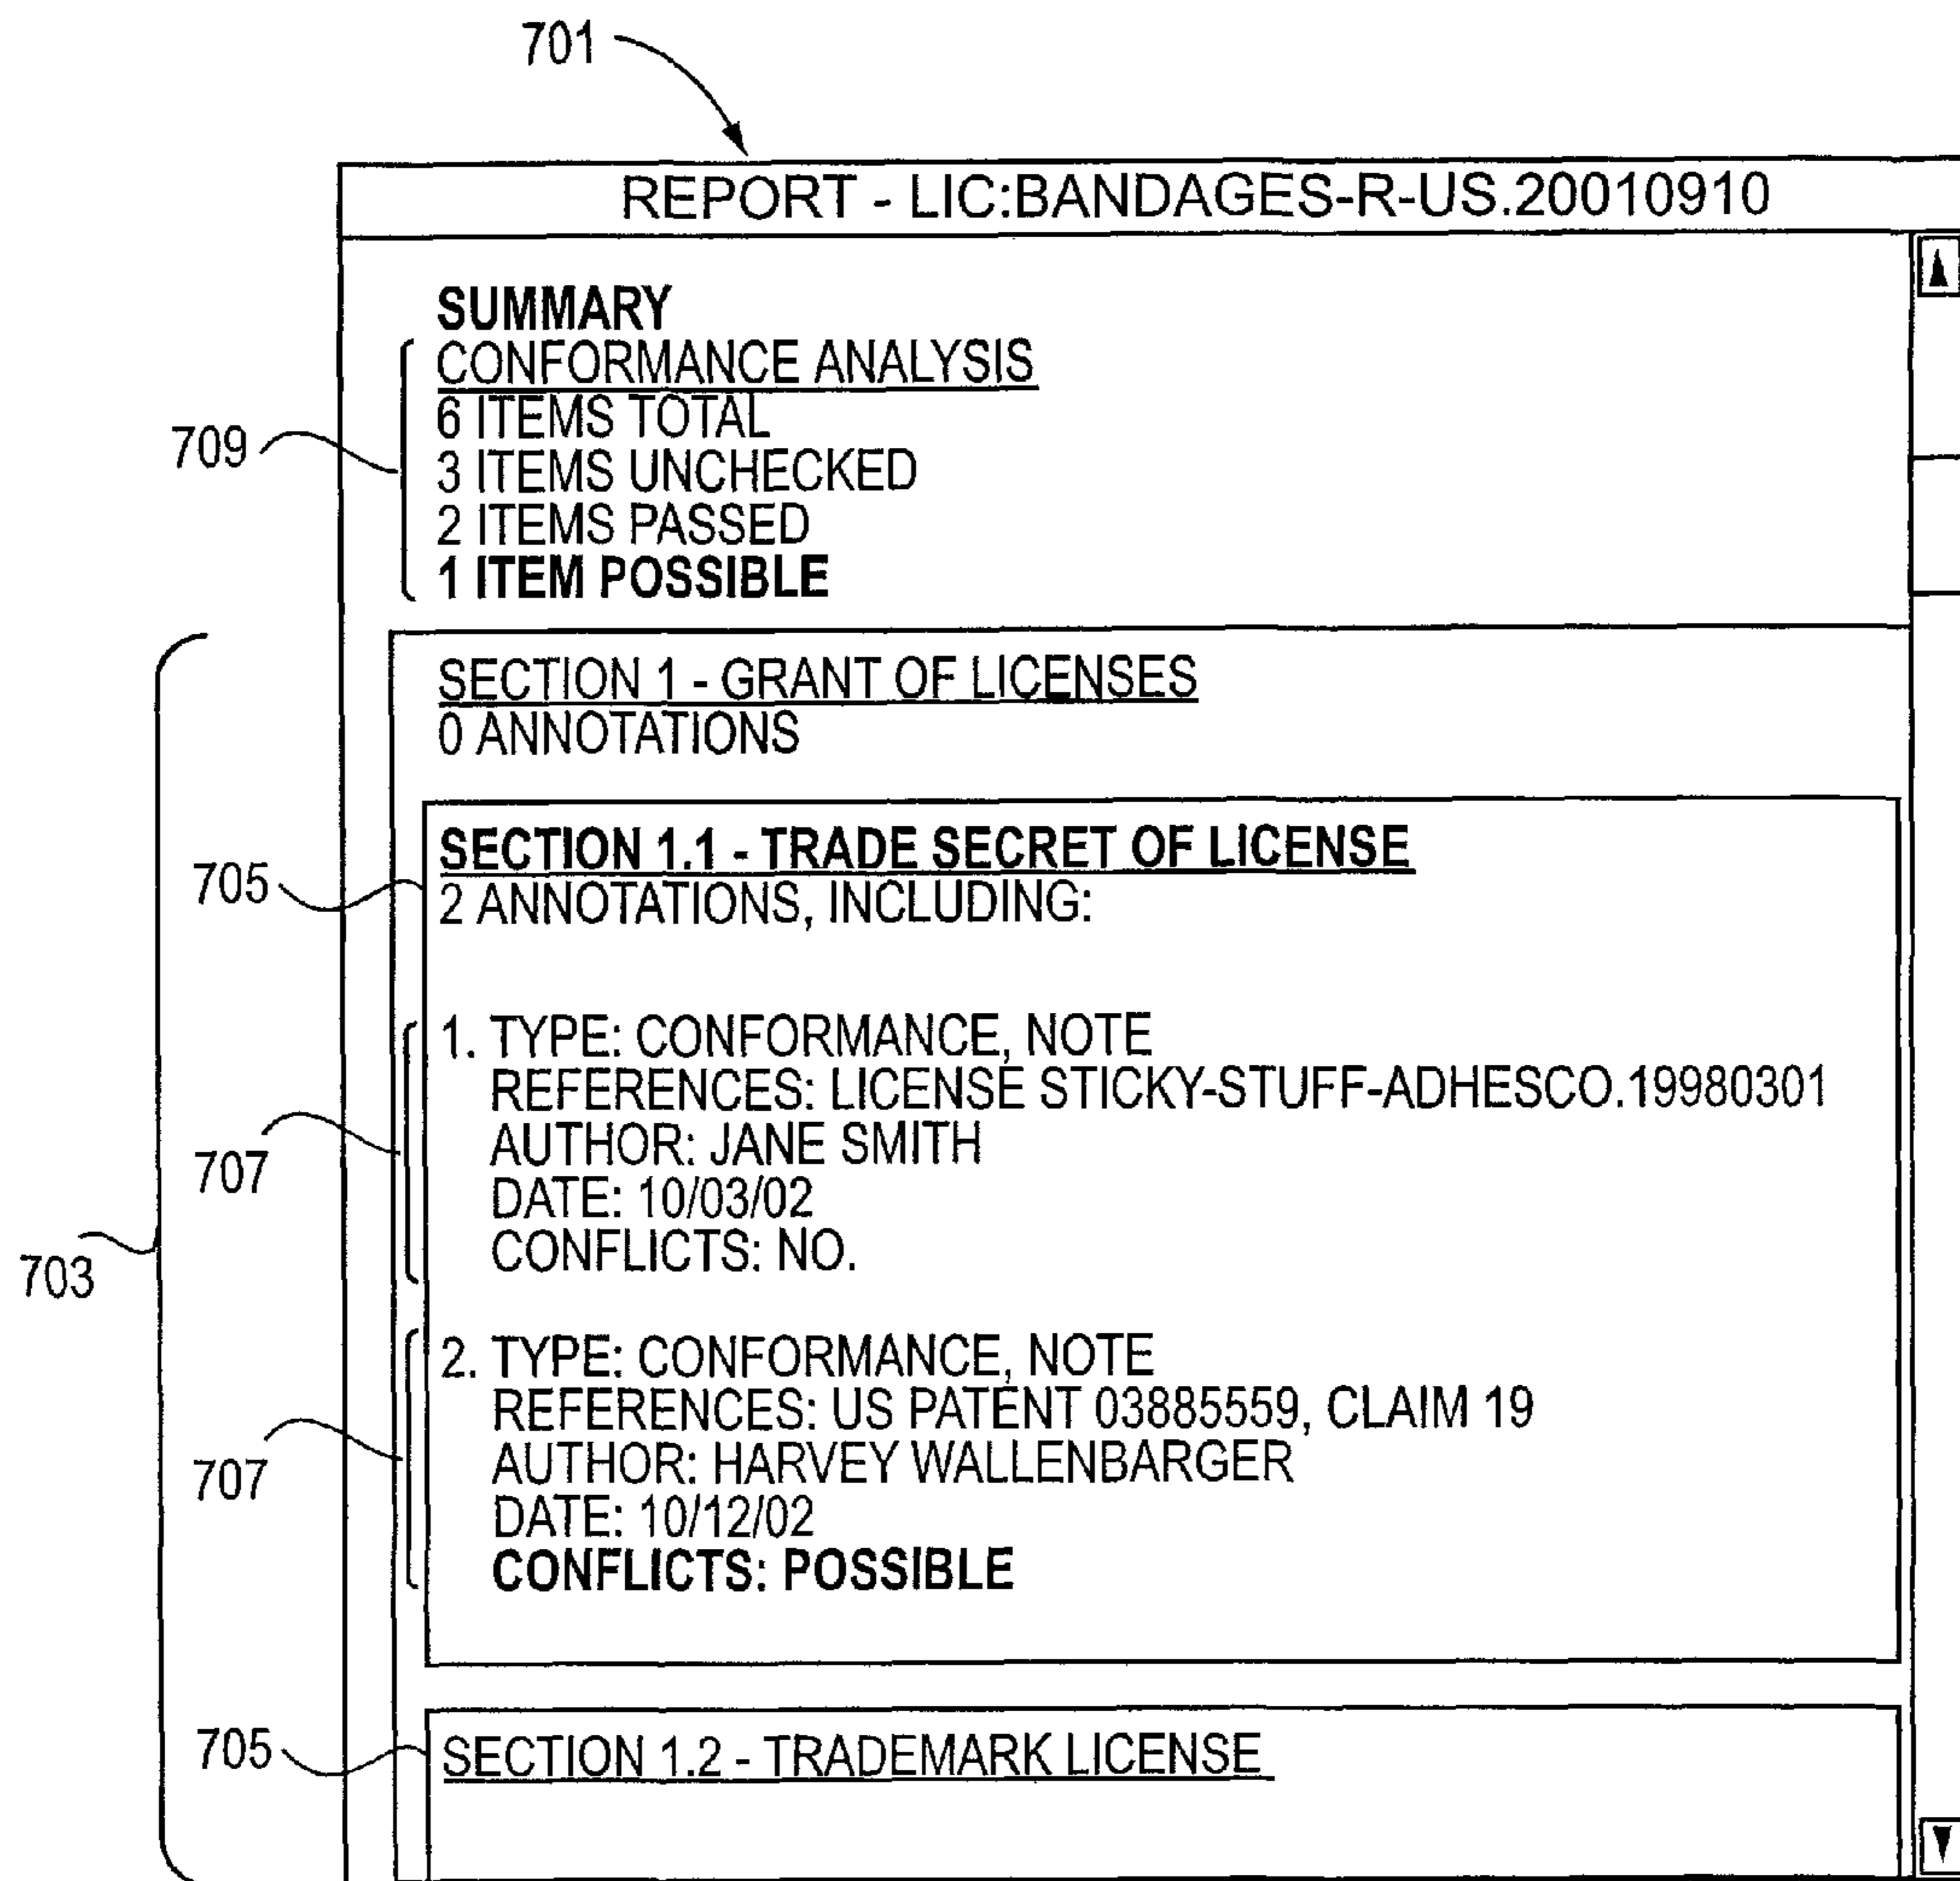 701
REPORT - LIC:BANDAGES-R-US.20010910
SUMMARY
CONFORMANCE ANALYSIS
6 ITEMS TOTAL
709
3 ITEMS UNCHECKED
2 ITEMS PASSED
1 ITEM POSSIBLE
SECTION 1 - GRANT OF LICENSES
0 ANNOTATIONS
SECTION 1.1 - TRADE SECRET OF LICENSE
705
2 ANNOTATIONS, INCLUDING:
1. TYPE: CONFORMANCE, NOTE
REFERENCES: LICENSE STICKY-STUFF-ADHESCO.19980301
AUTHOR: JANE SMITH
707
DATE: 10/03/02
CONFLICTS: NO.
703
2. TYPE: CONFORMANCE, NOTE
REFERENCES: US PATENT 03885559, CLAIM 19
AUTHOR: HARVEY WALLENBARGER
707
DATE: 10/12/02
CONFLICTS: POSSIBLE
705
SECTION 1.2 - TRADEMARK LICENSE